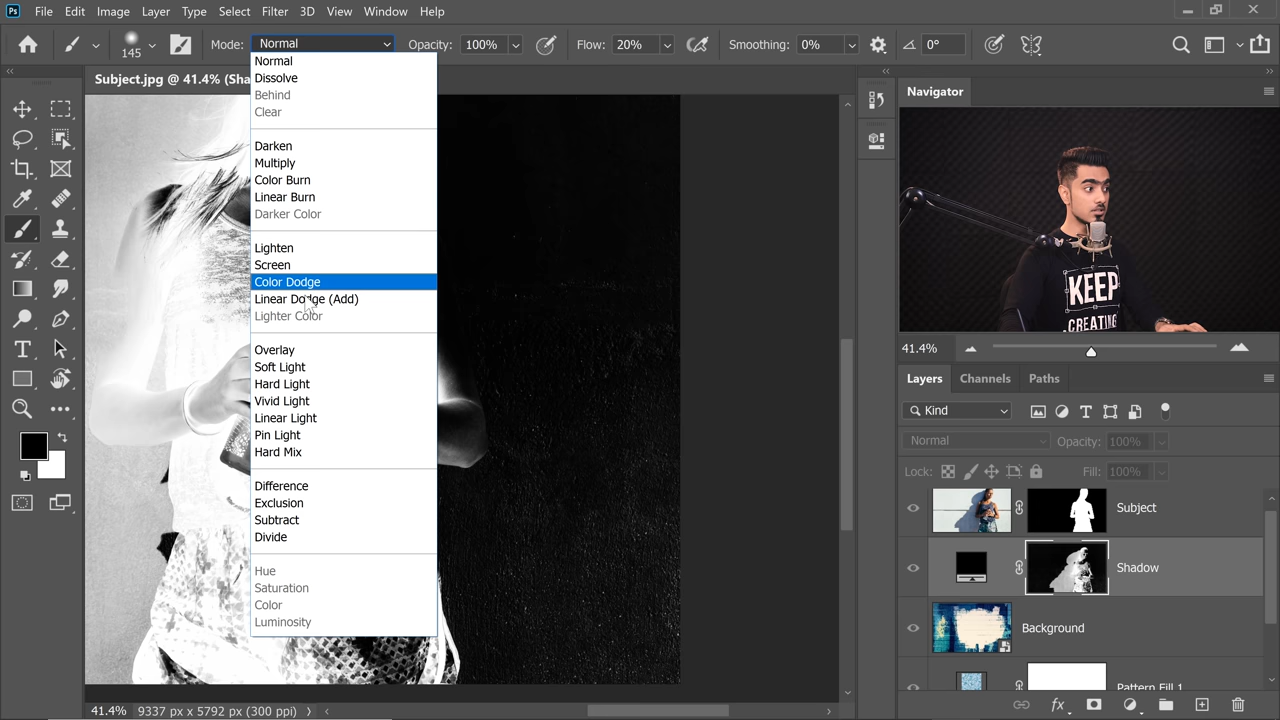 Ps File Edit Image Layer Type Select Filter 3D View Window Help
145 Mode: Normal Opacity: 100% Flow: 20% Smoothing: 0% 0°
Subject.jpg @ 41.4% (Sha
Normal
Dissolve
Behind
Clear
Darken
Multiply
Color Burn
Linear Burn
Darker Color
Lighten
Screen
Color Dodge
Linear Dodge (Add)
Lighter Color
Overlay
Soft Light
Hard Light
Vivid Light
Linear Light
Pin Light
Hard Mix
Difference
Exclusion
Subtract
Divide
Hue
Saturation
Color
Luminosity
41.4% 9337 px x 5792 px (300 ppi)
Navigator
KEEP
CREATING
41.4%
Layers Channels Paths
Kind
Normal Opacity: 100%
Lock: Fill: 100%
Subject
Shadow
Background
Pattern Fill 1
fx